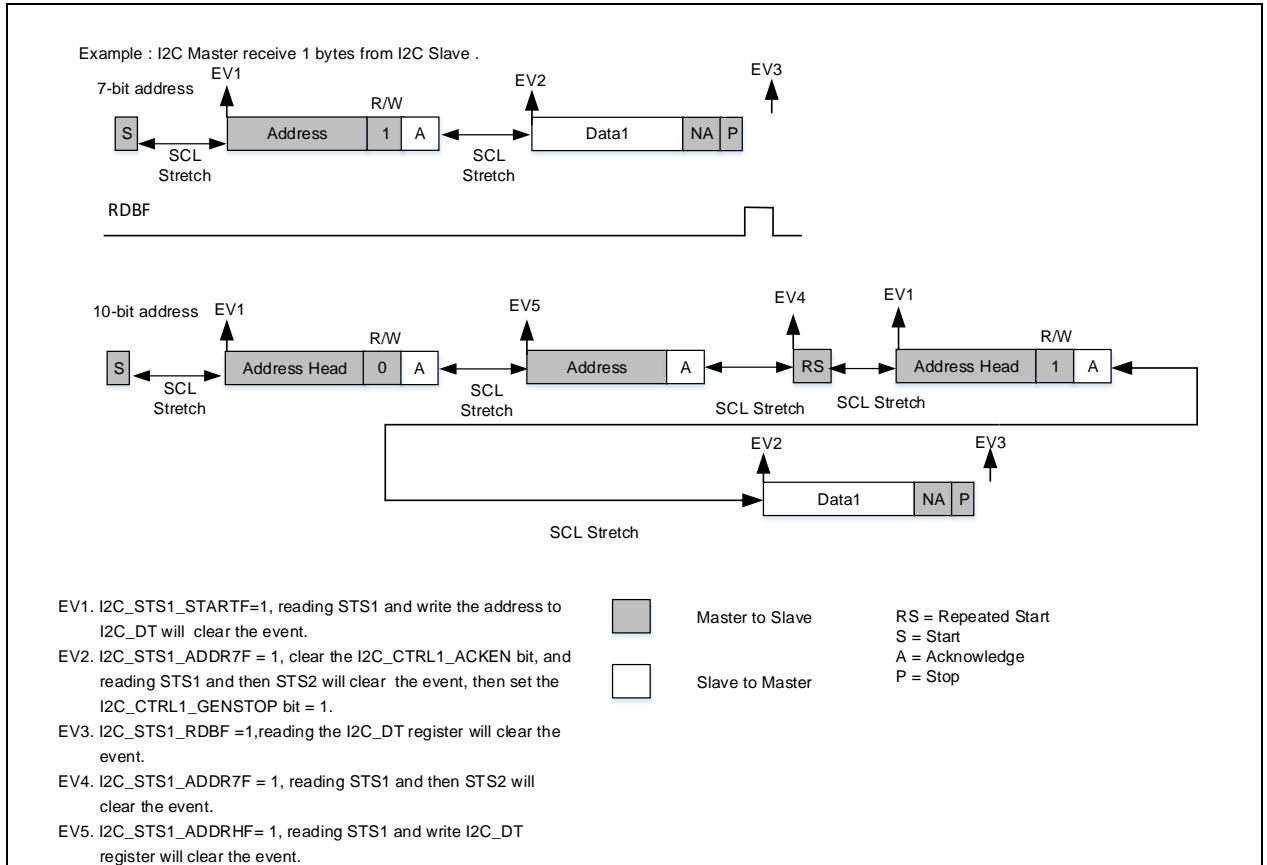 Example : I2C Master receive 1 bytes from I2C Slave .
EV1
EV2
EV3
7-bit address
R/W
S
Address
1
A
Data1
NA
P
SCL
Stretch
SCL
Stretch
RDBF
10-bit address
EV1
EV5
EV4
EV1
R/W
R/W
S
Address Head
0
A
Address
A
RS
Address Head
1
A
SCL
Stretch
SCL
Stretch
SCL Stretch
SCL Stretch
EV2
EV3
Data1
NA
P
SCL Stretch
EV1. I2C_STS1_STARTF=1, reading STS1 and write the address to
I2C_DT will clear the event.
EV2. I2C_STS1_ADDR7F = 1, clear the I2C_CTRL1_ACKEN bit, and
reading STS1 and then STS2 will clear the event, then set the
I2C_CTRL1_GENSTOP bit = 1.
EV3. I2C_STS1_RDBF =1,reading the I2C_DT register will clear the
event.
EV4. I2C_STS1_ADDR7F = 1, reading STS1 and then STS2 will
clear the event.
EV5. I2C_STS1_ADDRHF= 1, reading STS1 and write I2C_DT
register will clear the event.
Master to Slave
Slave to Master
RS = Repeated Start
S = Start
A = Acknowledge
P = Stop